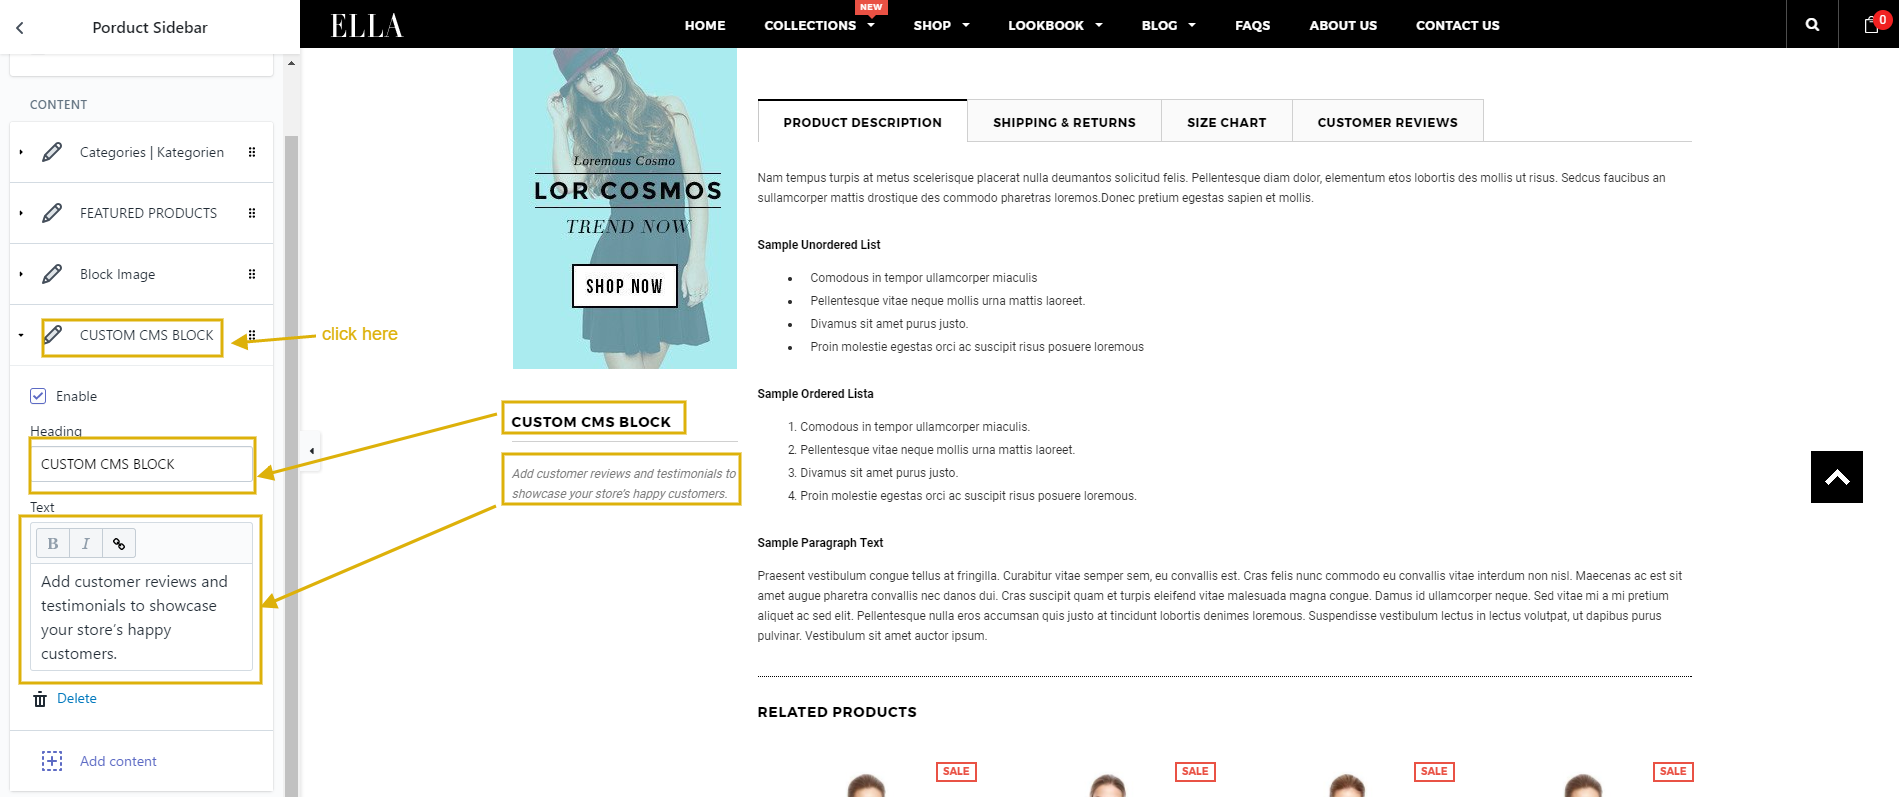 Porduct Sidebar
CONTENT
Categories | Kategorien
FEATURED PRODUCTS
Block Image
CUSTOM CMS BLOCK
click here
Enable
Heading
CUSTOM CMS BLOCK
Text
B I
Add customer reviews and
testimonials to showcase
your store’s happy
customers.
Delete
Add content
ELLA
HOME COLLECTIONS NEW SHOP LOOKBOOK BLOG FAQS ABOUT US CONTACT US
0
Loremous Cosmo
LOR COSMOS
TREND NOW
SHOP NOW
CUSTOM CMS BLOCK
Add customer reviews and testimonials to
showcase your store’s happy customers.
PRODUCT DESCRIPTION SHIPPING & RETURNS SIZE CHART CUSTOMER REVIEWS
Nam tempus turpis at metus scelerisque placerat nulla deumantos solicitud felis. Pellentesque diam dolor, elementum etos lobortis des mollis ut risus. Sedcus faucibus an
sullamcorper mattis drostique des commodo pharetras loremos.Donec pretium egestas sapien et mollis.
Sample Unordered List
• Comodous in tempor ullamcorper miaculis
• Pellentesque vitae neque mollis urna mattis laoreet.
• Divamus sit amet purus justo.
• Proin molestie egestas orci ac suscipit risus posuere loremous
Sample Ordered Lista
1. Comodous in tempor ullamcorper miaculis.
2. Pellentesque vitae neque mollis urna mattis laoreet.
3. Divamus sit amet purus justo.
4. Proin molestie egestas orci ac suscipit risus posuere loremous.
Sample Paragraph Text
Praesent vestibulum congue tellus at fringilla. Curabitur vitae semper sem, eu convallis est. Cras felis nunc commodo eu convallis vitae interdum non nisl. Maecenas ac est sit
amet augue pharetra convallis nec danos dui. Cras suscipit quam et turpis eleifend vitae malesuada magna congue. Damus id ullamcorper neque. Sed vitae mi a mi pretium
aliquet ac sed elit. Pellentesque nulla eros accumsan quis justo at tincidunt lobortis denimes loremous. Suspendisse vestibulum lectus in lectus volutpat, ut dapibus purus
pulvinar. Vestibulum sit amet auctor ipsum.
RELATED PRODUCTS
SALE SALE SALE SALE